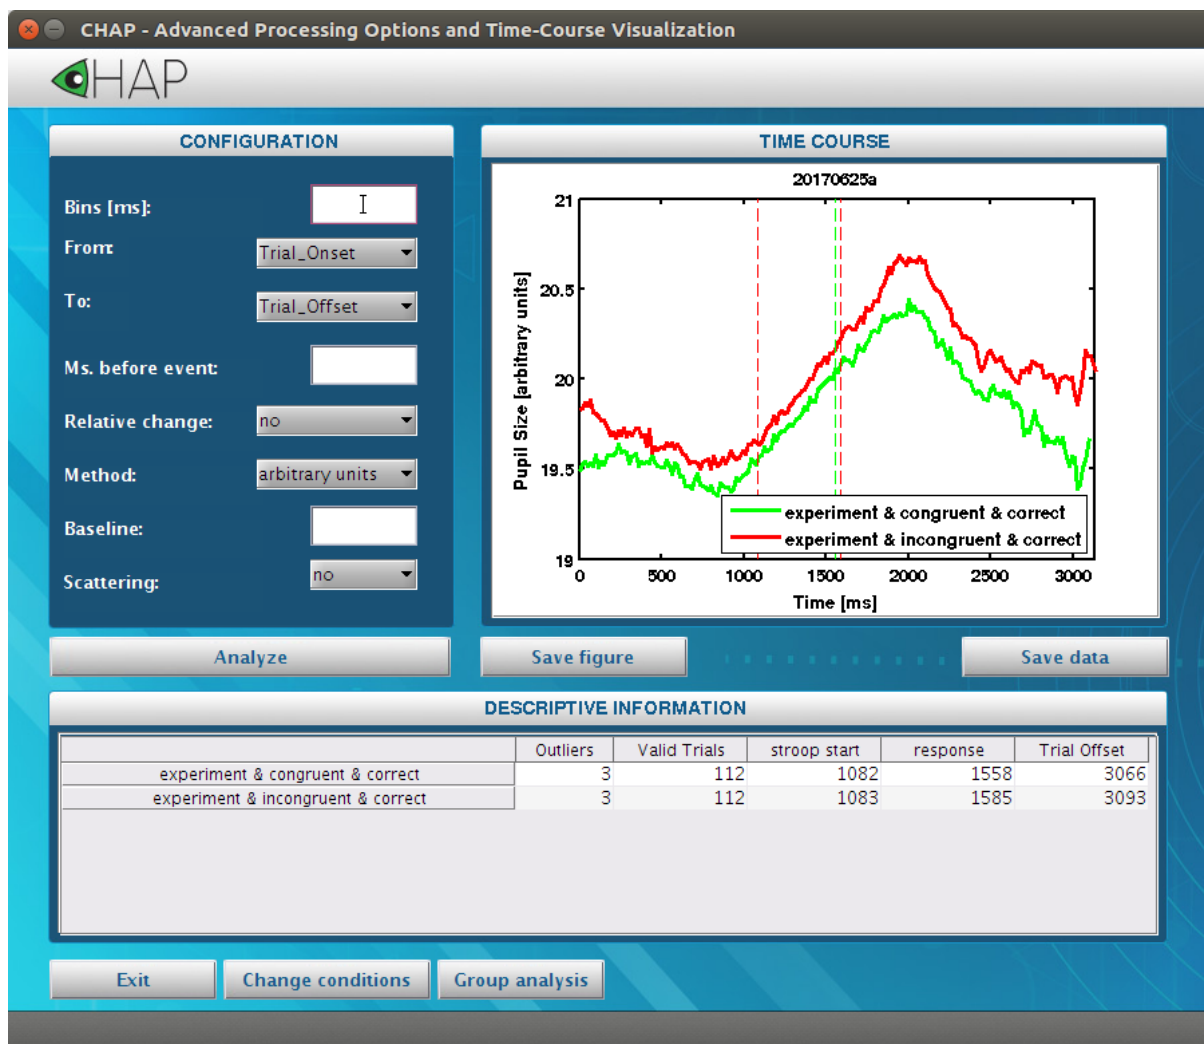 CHAP - Advanced Processing Options and Time-Course Visualization
CHAP
CONFIGURATION
Bins [ms]:
From:
Trial_Onset
To:
Trial_Offset
Ms. before event:
Relative change:
no
Method:
arbitrary units
Baseline:
Scattering:
no
Analyze
TIME COURSE
20170625a
Pupil Size [arbitrary units]
21
20.5
20
19.5
19
experiment & congruent & correct
experiment & incongruent & correct
0 500 1000 1500 2000 2500 3000
Time [ms]
Save figure
Save data
DESCRIPTIVE INFORMATION
Outliers Valid Trials stroop start response Trial Offset
experiment & congruent & correct 3 112 1082 1558 3066
experiment & incongruent & correct 3 112 1083 1585 3093
Exit
Change conditions
Group analysis